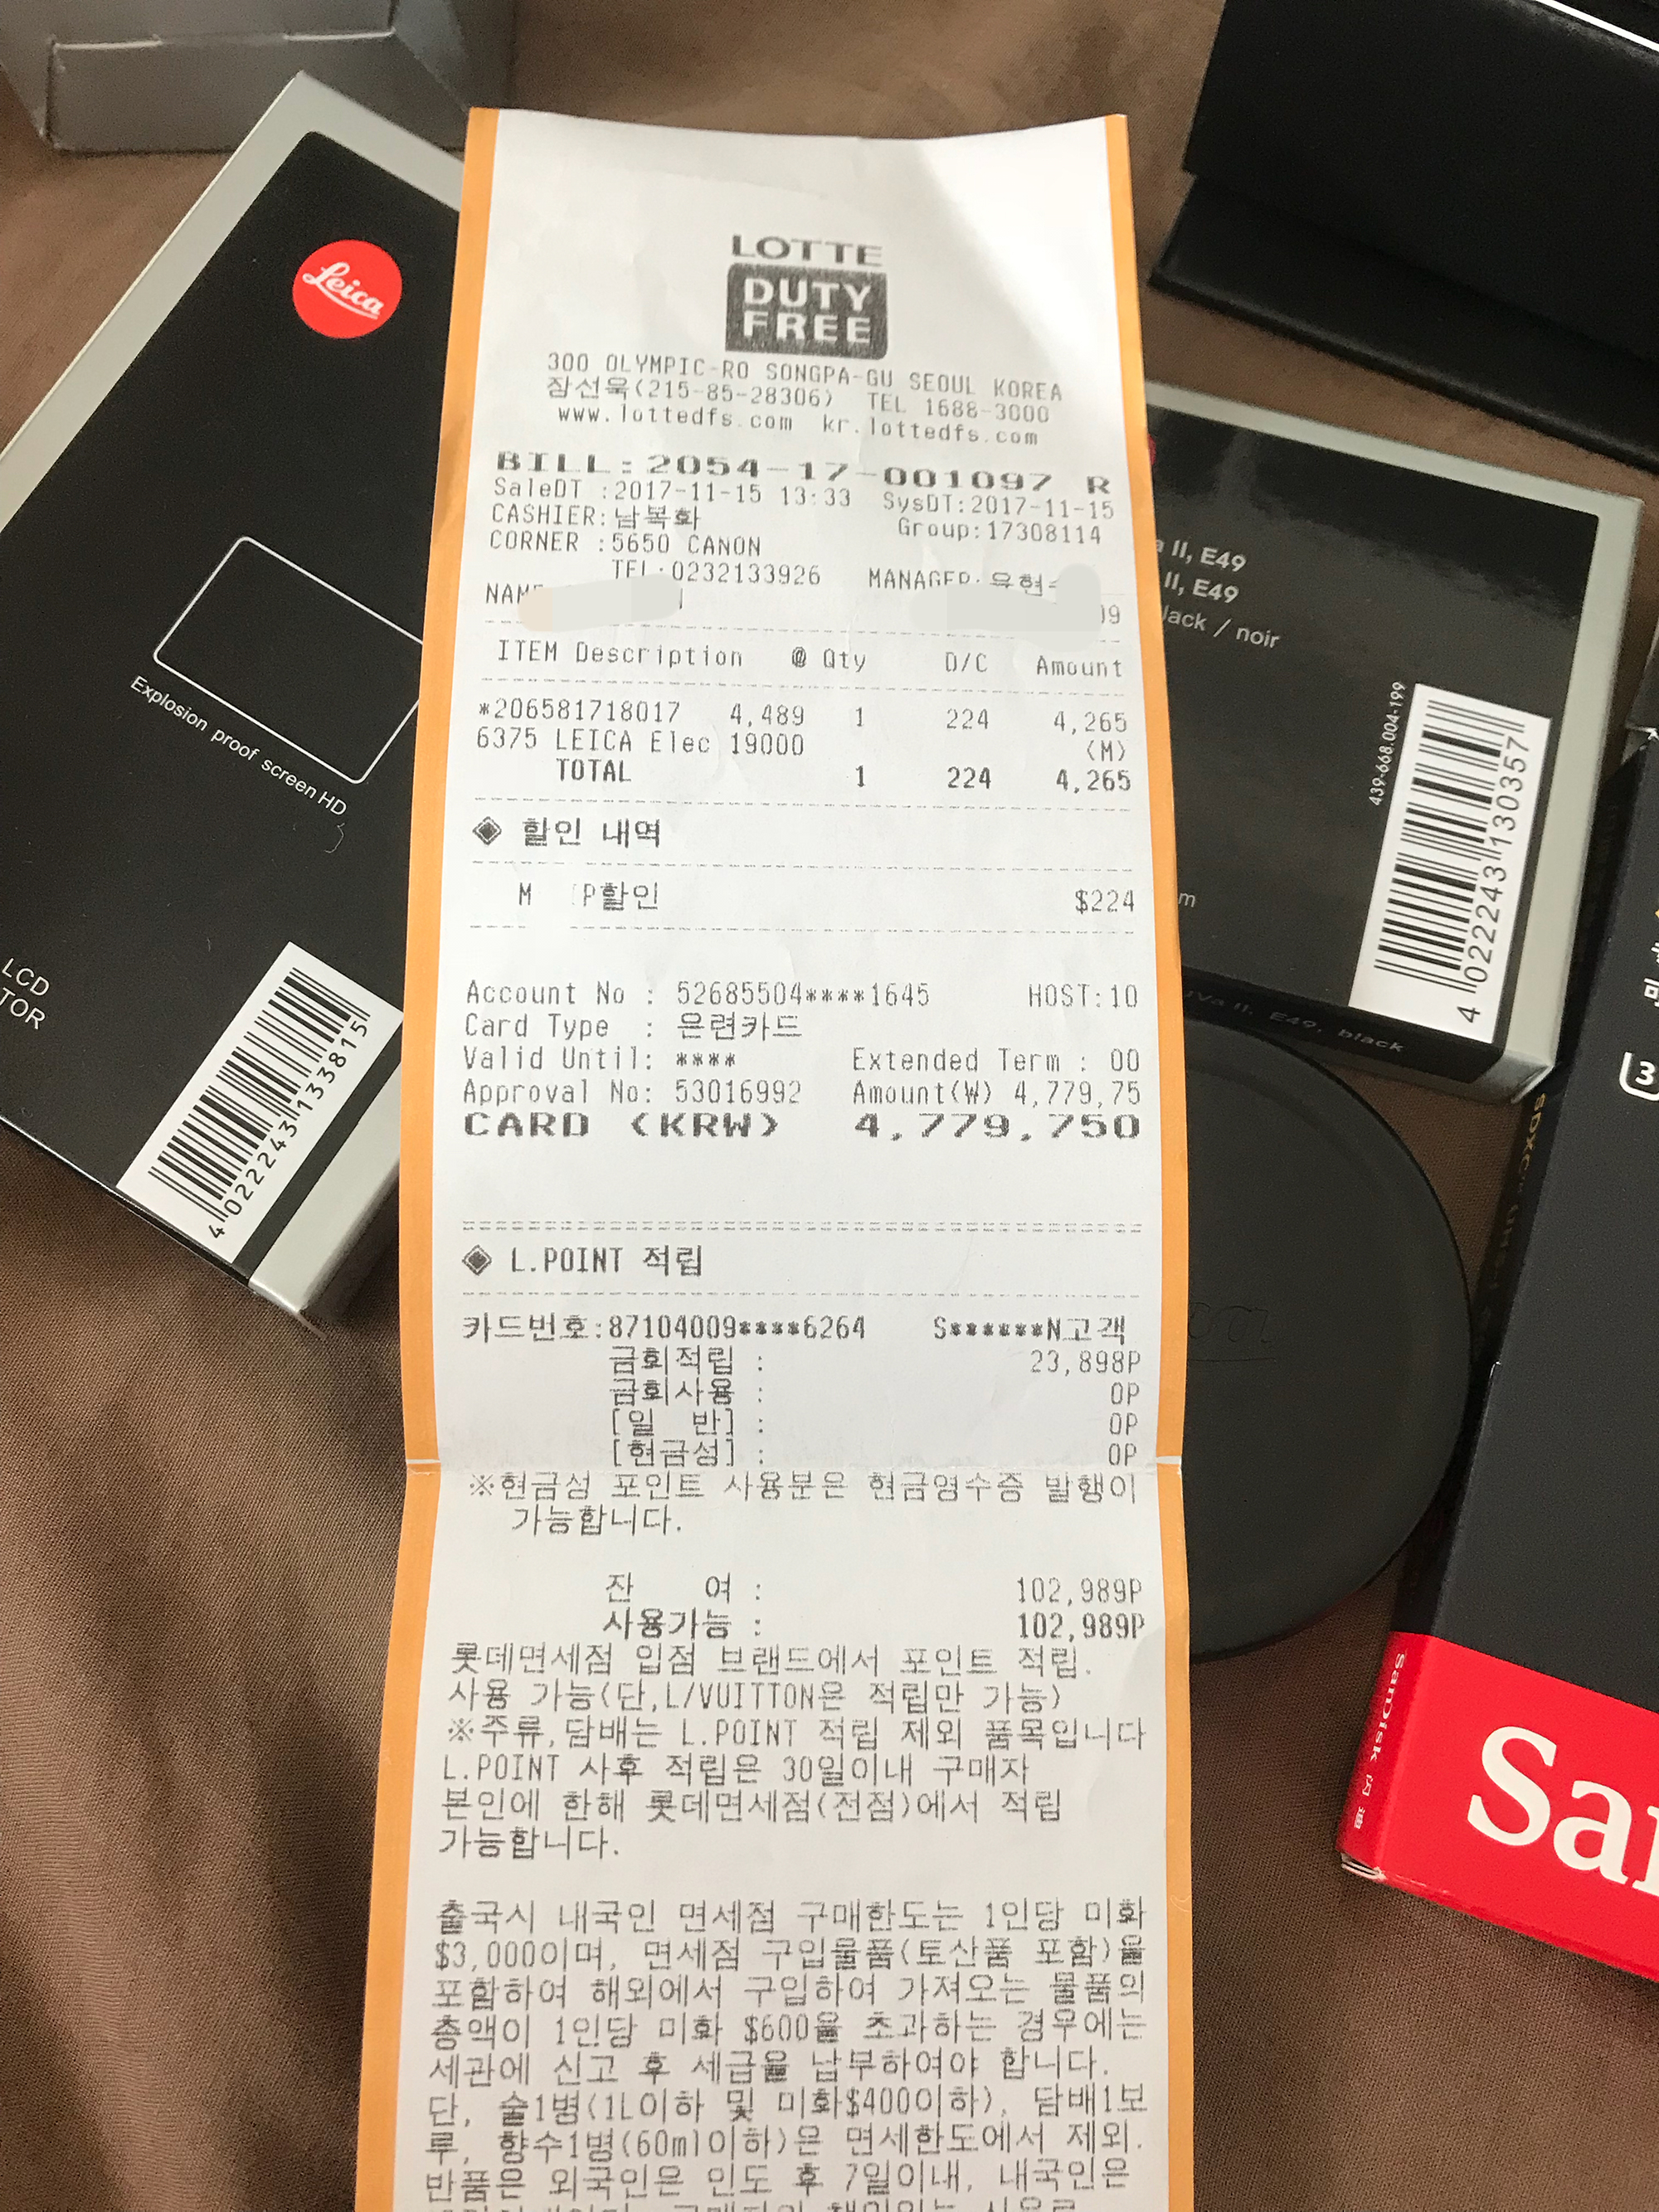 LOTTE
DUTY
FREE
300 OLYMPIC-RO SONGPA-GU SEOUL KOREA
잠선욱(215-85-28306) TEL 1688-3000
www.lottedfs.com kr.lottedfs.com
BILL:2054-17-001097 R
SaleDT :2017-11-15 13:33 SysDT:2017-11-15
CASHIER:남복화 Group:17308114
CORNER :5650 CANON
TEL:0232133926 MANAGER:유현
NAME 09
ITEM Description @ Qty D/C Amount
*206581718017 4,489 1 224 4,265
6375 LEICA Elec 19000 (M)
TOTAL 1 224 4,265
◈ 할인 내역
M P할인 $224
Account No : 52685504****1645 HOST:10
Card Type : 은련카드
Valid Until: **** Extended Term : 00
Approval No: 53016992 Amount(W) 4,779,75
CARD (KRW) 4,779,750
◈ L.POINT 적립
카드번호:87104009****6264 S******N고객
금회적립 : 23,898P
금회사용 : 0P
[일 반] : 0P
[현금성] : 0P
※현금성 포인트 사용분은 현금영수증 발행이
가능합니다.
잔 여 : 102,989P
사용가능 : 102,989P
롯데면세점 입점 브랜드에서 포인트 적립.
사용 가능(단,L/VUITTON은 적립만 가능)
※주류,담배는 L.POINT 적립 제외 품목입니다
L.POINT 사후 적립은 30일이내 구매자
본인에 한해 롯데면세점(전점)에서 적립
가능합니다.
출국시 내국인 면세점 구매한도는 1인당 미화
$3,000이며, 면세점 구입물품(토산품 포함)을
포함하여 해외에서 구입하여 가져오는 물품의
총액이 1인당 미화 $600을 초과하는 경우에는
세관에 신고 후 세금을 납부하여야 합니다.
단, 술1병(1L이하 및 미화$400이하), 담배1보
루, 향수1병(60ml이하)은 면세한도에서 제외.
반품은 외국인은 인도 후 7일이내, 내국인은
Leica
Explosion proof screen HD
LCD
TOR
4 022243 133815
a II, E49
II, E49
lack / noir
439-668.004-199
4 022243 130357
m
uva II, E49, black
SDXC
SanDisk 闪迪
San
3